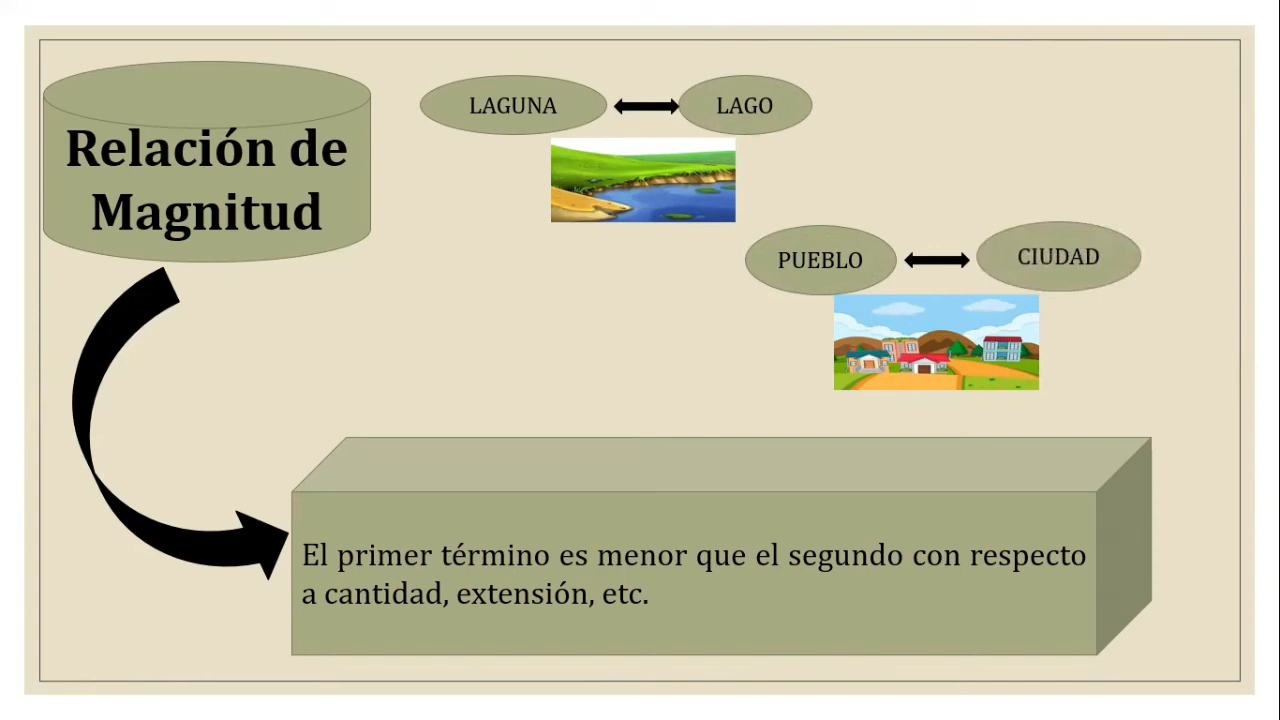 Relación de
Magnitud
LAGUNA
LAGO
PUEBLO
CIUDAD
El primer término es menor que el segundo con respecto
a cantidad, extensión, etc.